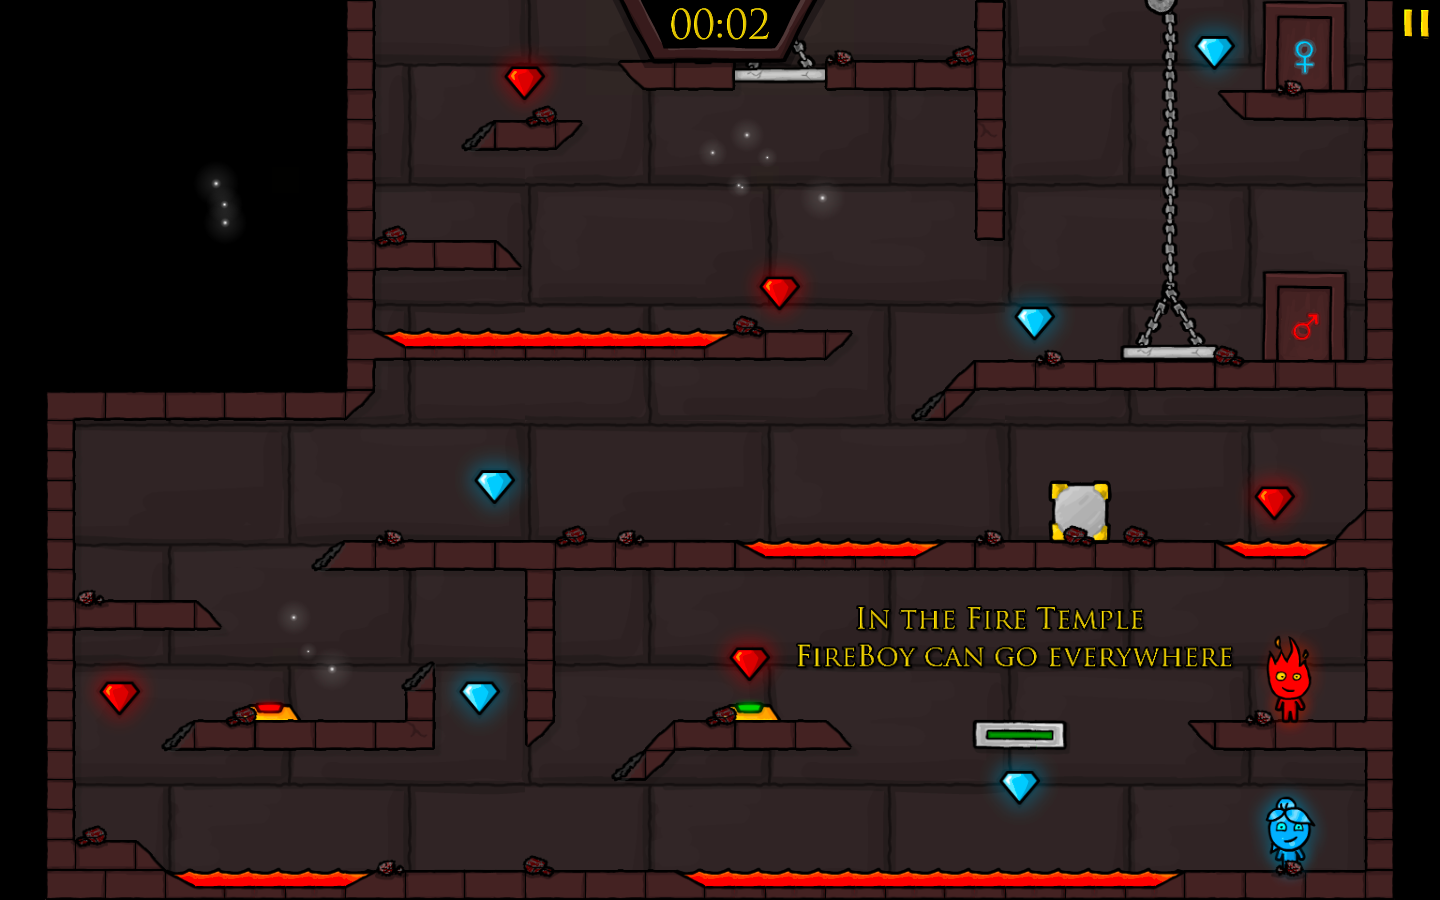 00:02
IN THE FIRE TEMPLE
FIREBOY CAN GO EVERYWHERE